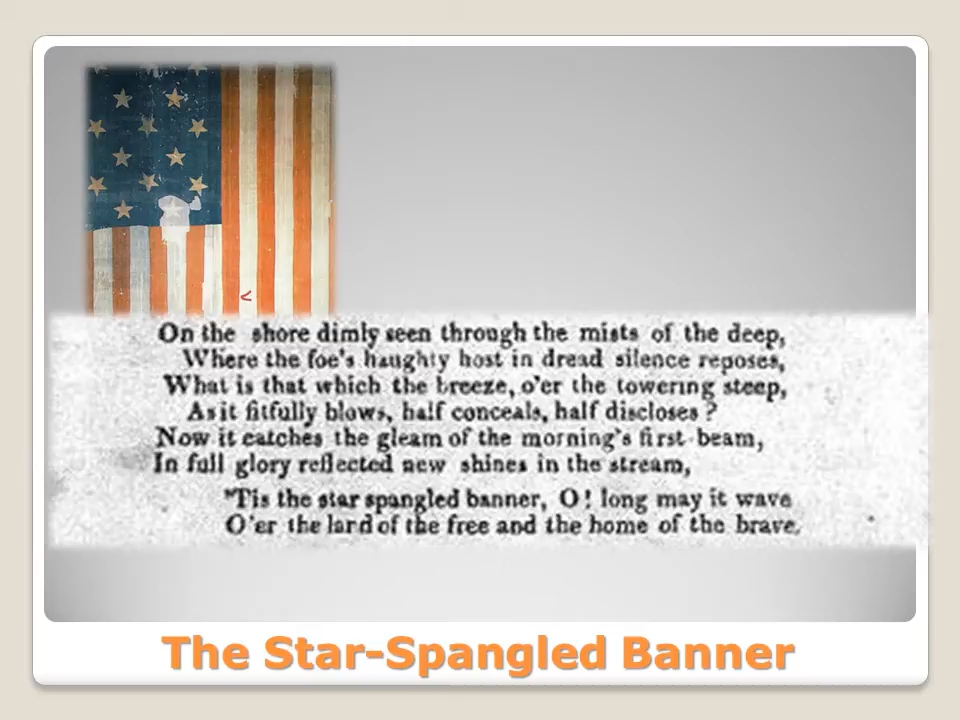 On the shore dimly seen through the mists of the deep,
Where the foe's haughty host in dread silence reposes,
What is that which the breeze, o'er the towering steep,
As it fitfully blows, half conceals, half discloses?
Now it catches the gleam of the morning's first beam,
In full glory reflected new shines in the stream,
'Tis the star spangled banner, O! long may it wave
O'er the land of the free and the home of the brave.
The Star-Spangled Banner